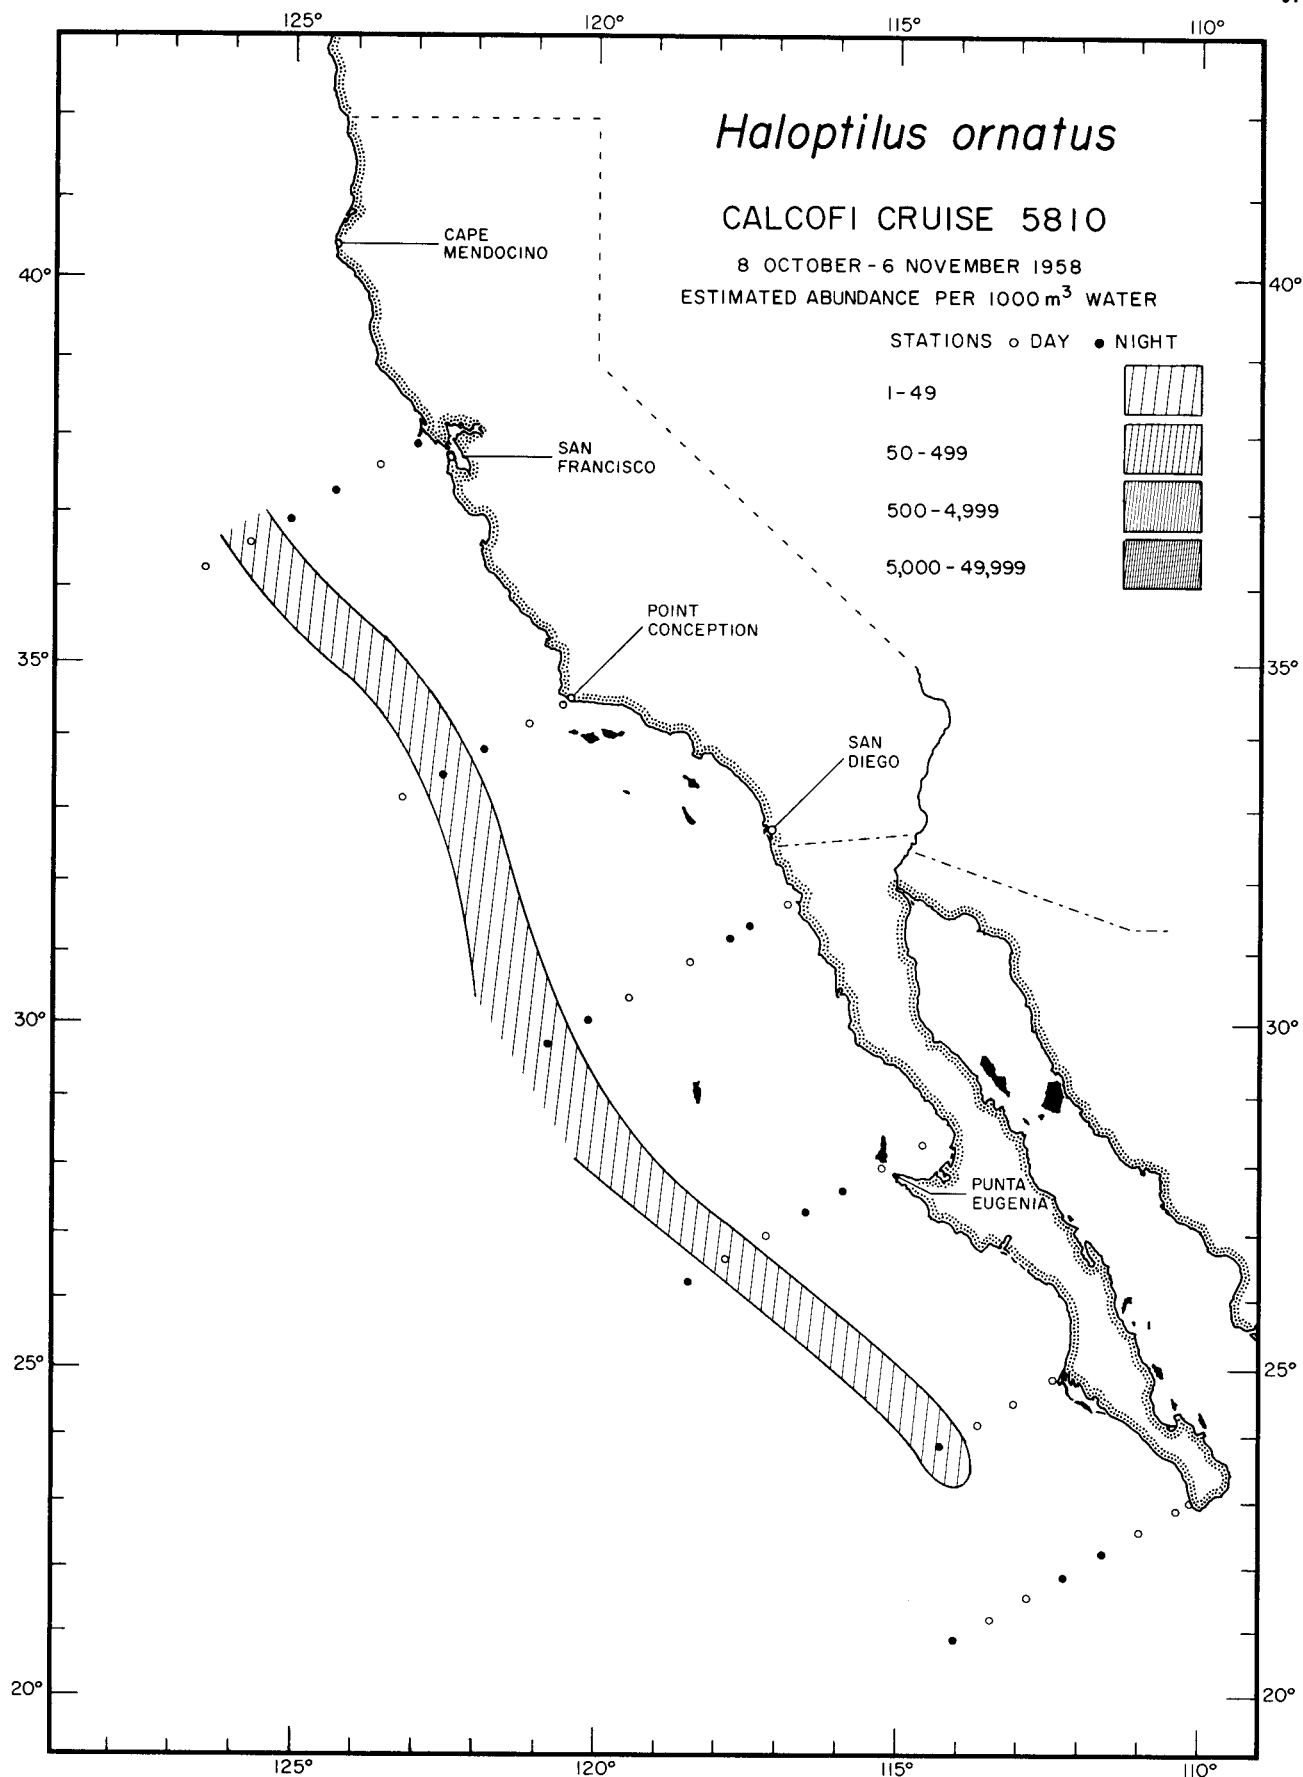 125° 120° 115° 110°
Haloptilus ornatus
CALCOFI CRUISE 5810
8 OCTOBER - 6 NOVEMBER 1958
ESTIMATED ABUNDANCE PER 1000 m³ WATER
STATIONS ○ DAY ● NIGHT
1 - 49
50 - 499
500 - 4,999
5,000 - 49,999
CAPE
MENDOCINO
40° 40°
SAN
FRANCISCO
POINT
CONCEPTION
35° 35°
SAN
DIEGO
30° 30°
PUNTA
EUGENIA
25° 25°
20° 20°
125° 120° 115° 110°